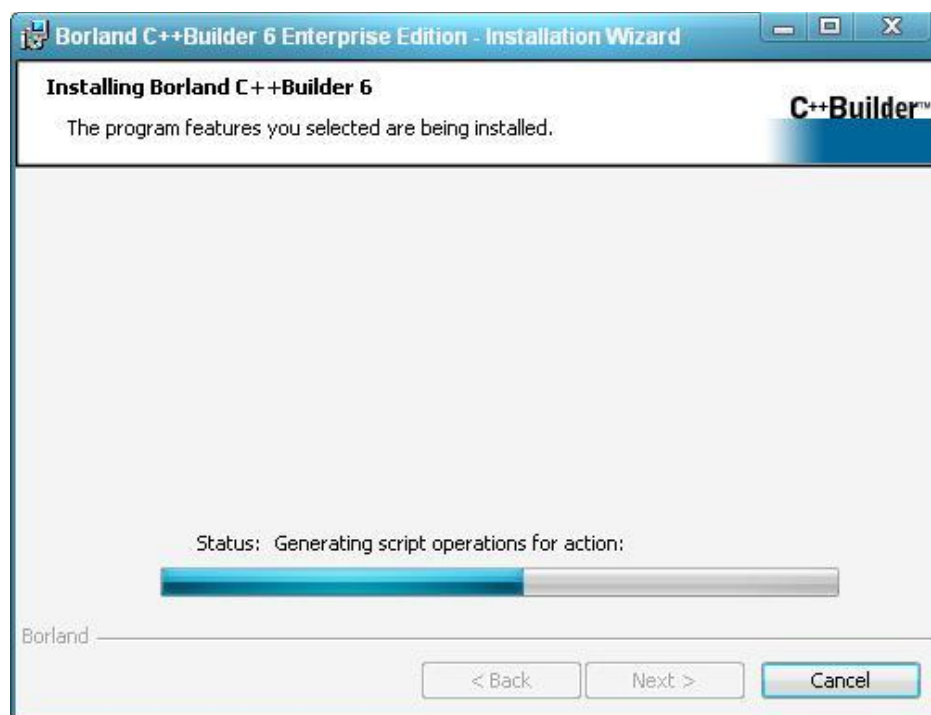 Borland C++Builder 6 Enterprise Edition - Installation Wizard
Installing Borland C++Builder 6
The program features you selected are being installed.
C++Builder™
Status: Generating script operations for action:
Borland
< Back
Next >
Cancel